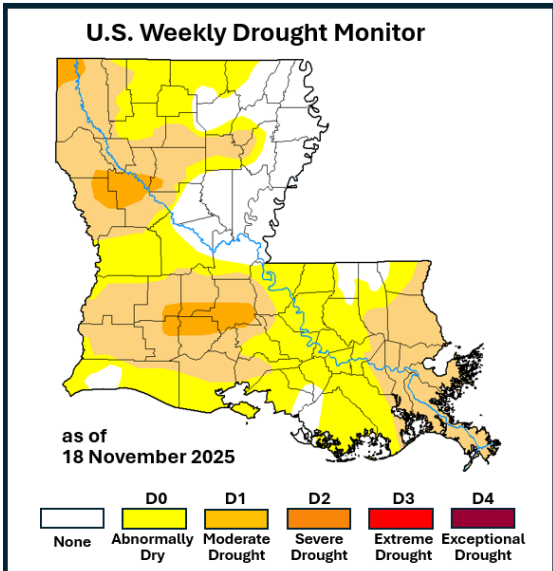 U.S. Weekly Drought Monitor
as of
18 November 2025
D0 D1 D2 D3 D4
None Abnormally Dry Moderate Drought Severe Drought Extreme Drought Exceptional Drought